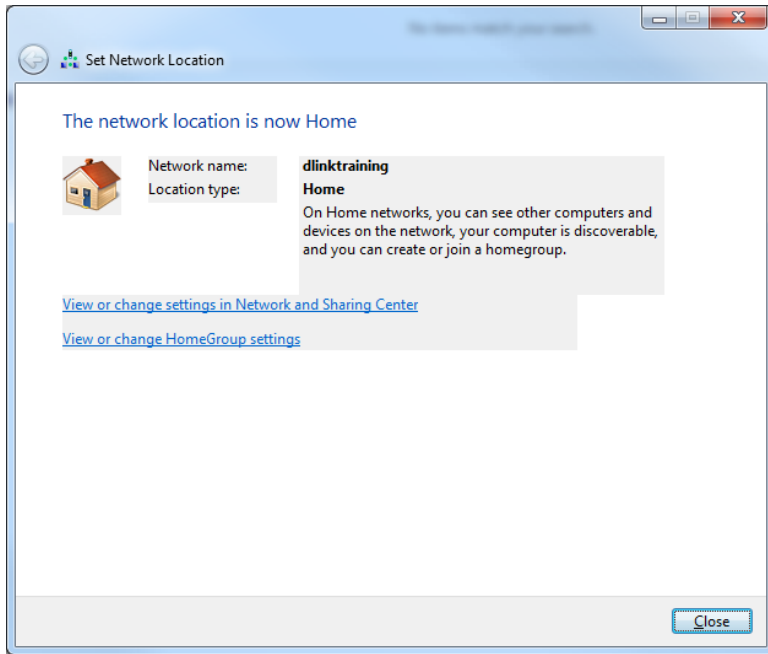 Set Network Location
The network location is now Home
Network name: dlinktraining
Location type: Home
On Home networks, you can see other computers and
devices on the network, your computer is discoverable,
and you can create or join a homegroup.
View or change settings in Network and Sharing Center
View or change HomeGroup settings
Close